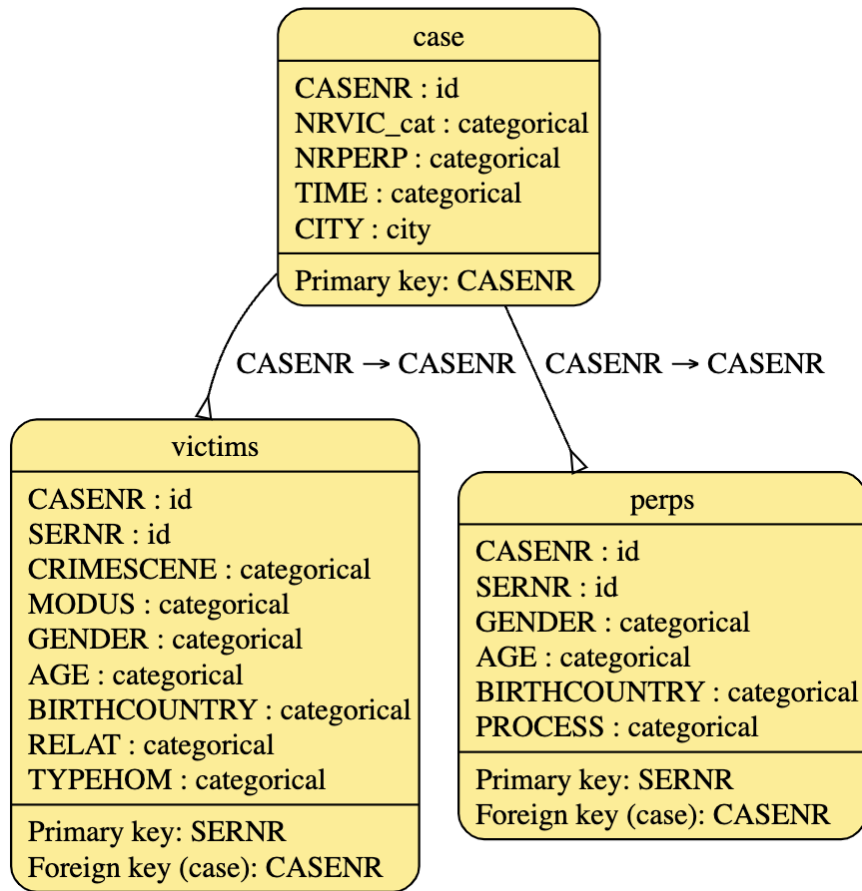 case
CASENR : id
NRVIC_cat : categorical
NRPERP : categorical
TIME : categorical
CITY : city
Primary key: CASENR
CASENR → CASENR
CASENR → CASENR
victims
CASENR : id
SERNR : id
CRIMESCENE : categorical
MODUS : categorical
GENDER : categorical
AGE : categorical
BIRTHCOUNTRY : categorical
RELAT : categorical
TYPEHOM : categorical
Primary key: SERNR
Foreign key (case): CASENR
perps
CASENR : id
SERNR : id
GENDER : categorical
AGE : categorical
BIRTHCOUNTRY : categorical
PROCESS : categorical
Primary key: SERNR
Foreign key (case): CASENR